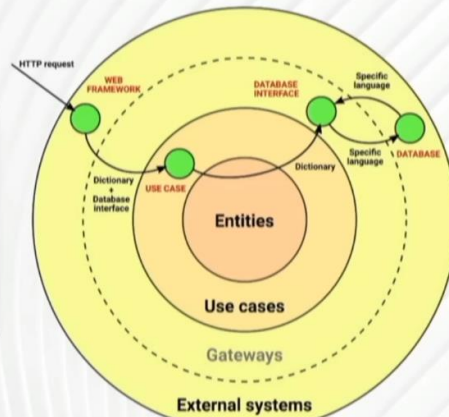 HTTP request
WEB
FRAMEWORK
DATABASE
INTERFACE
Specific
language
Specific
language
DATABASE
Dictionary
+
Database
interface
USE CASE
Dictionary
Entities
Use cases
Gateways
External systems